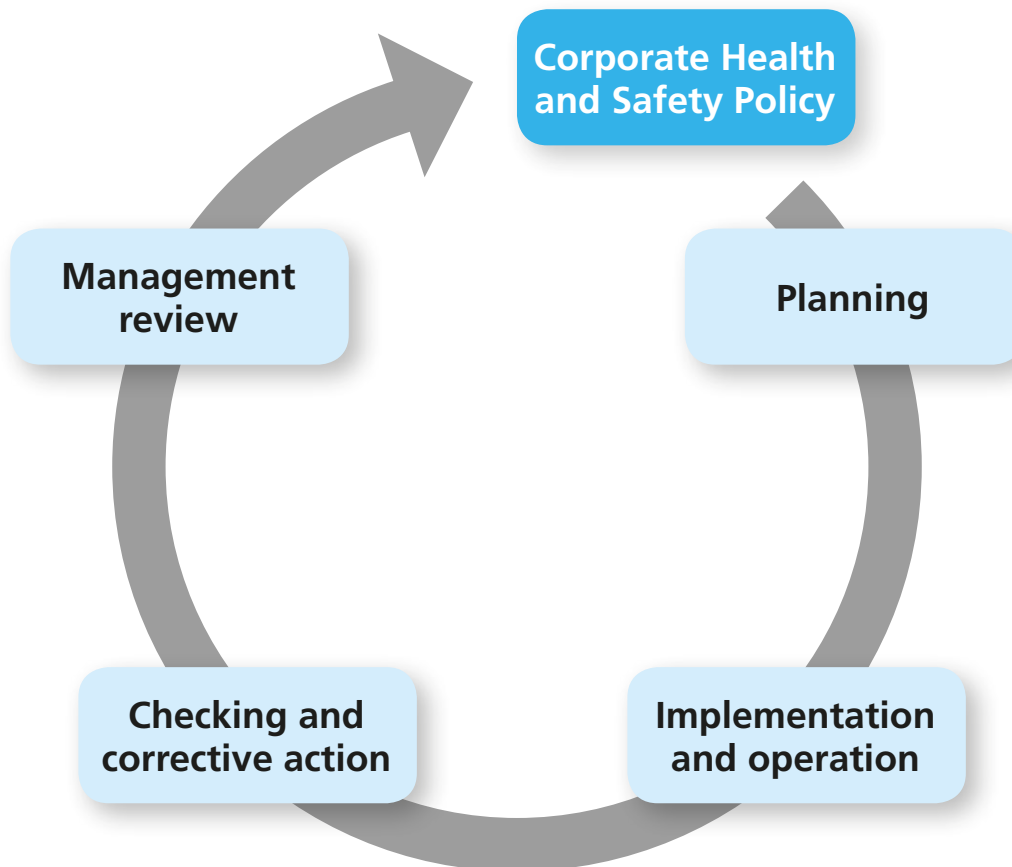 Corporate Health
and Safety Policy
Planning
Implementation
and operation
Checking and
corrective action
Management
review